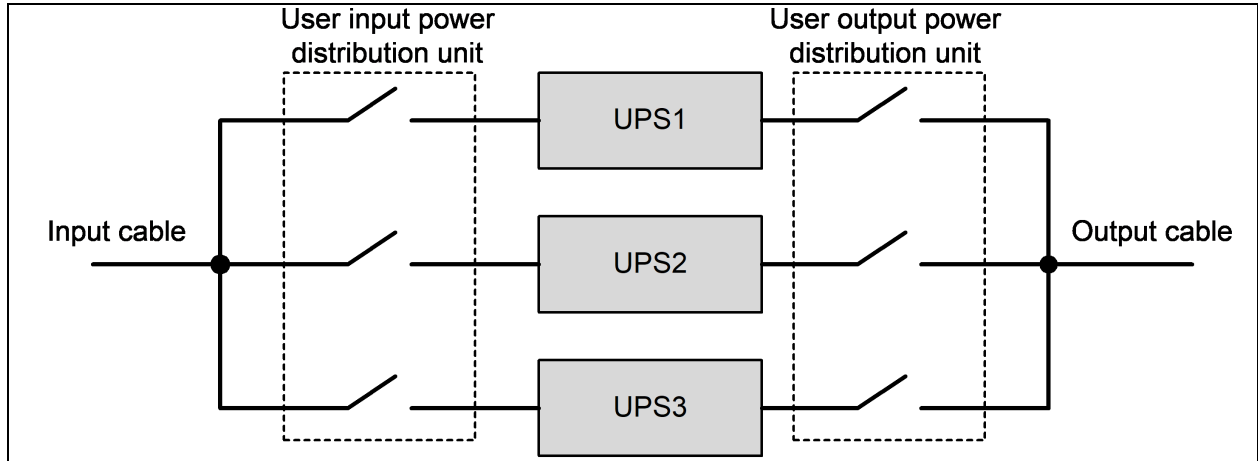 User input power
distribution unit
User output power
distribution unit
UPS1
Input cable
UPS2
Output cable
UPS3